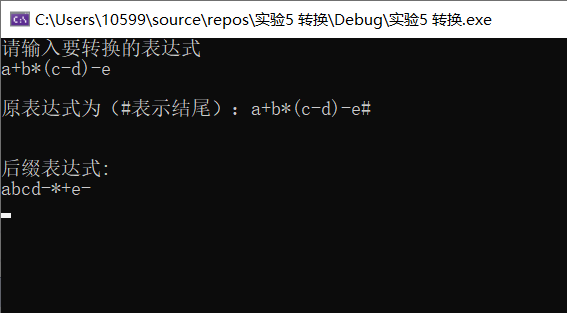 C:\Users\10599\source\repos\实验5 转换\Debug\实验5 转换.exe
请输入要转换的表达式
a+b*(c-d)-e
原表达式为（#表示结尾）：a+b*(c-d)-e#
后缀表达式:
abcd-*+e-